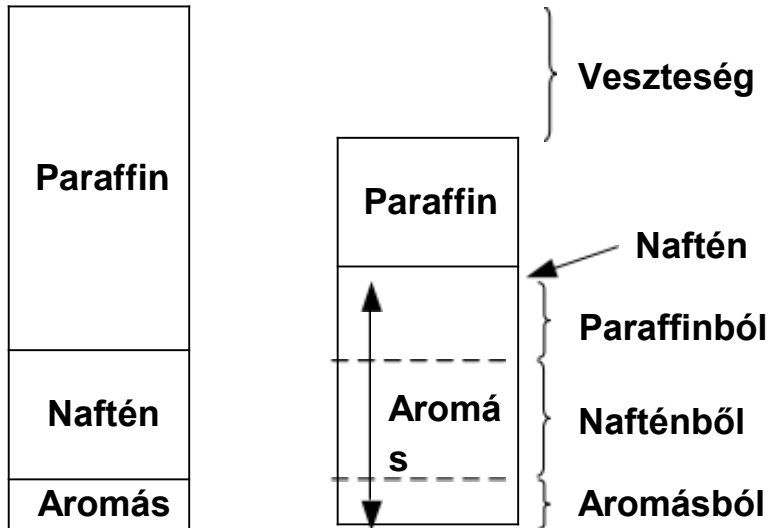 Veszteség
Paraffin
Paraffin
Naftén
Paraffinból
Naftén
Aromá
s
Nafténből
Aromás
Aromásból